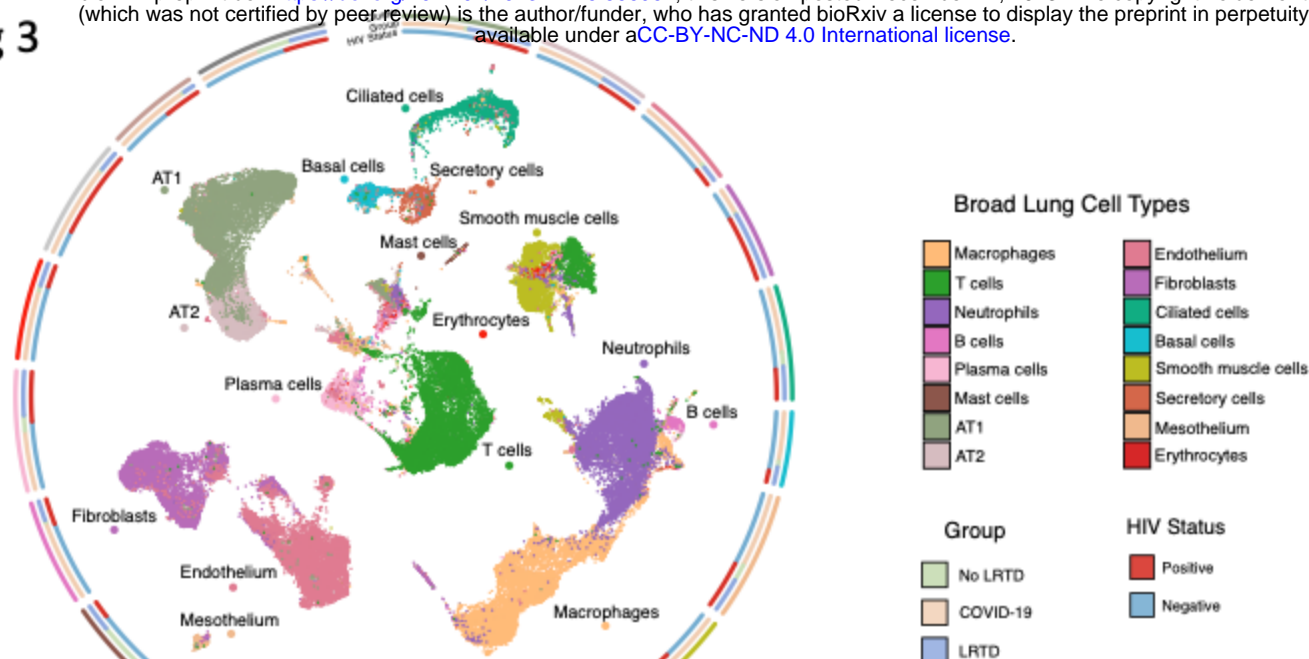 (which was not certified by peer review) is the author/funder, who has granted bioRxiv a license to display the preprint in perpetuity
available under aCC-BY-NC-ND 4.0 International license.
3
HIV Status
Ciliated cells
Basal cells
Secretory cells
AT1
Smooth muscle cells
Mast cells
AT2
Erythrocytes
Neutrophils
Plasma cells
B cells
T cells
Fibroblasts
Endothelium
Macrophages
Mesothelium
Broad Lung Cell Types
Macrophages
T cells
Neutrophils
B cells
Plasma cells
Mast cells
AT1
AT2
Endothelium
Fibroblasts
Ciliated cells
Basal cells
Smooth muscle cells
Secretory cells
Mesothelium
Erythrocytes
Group
No LRTD
COVID-19
LRTD
HIV Status
Positive
Negative